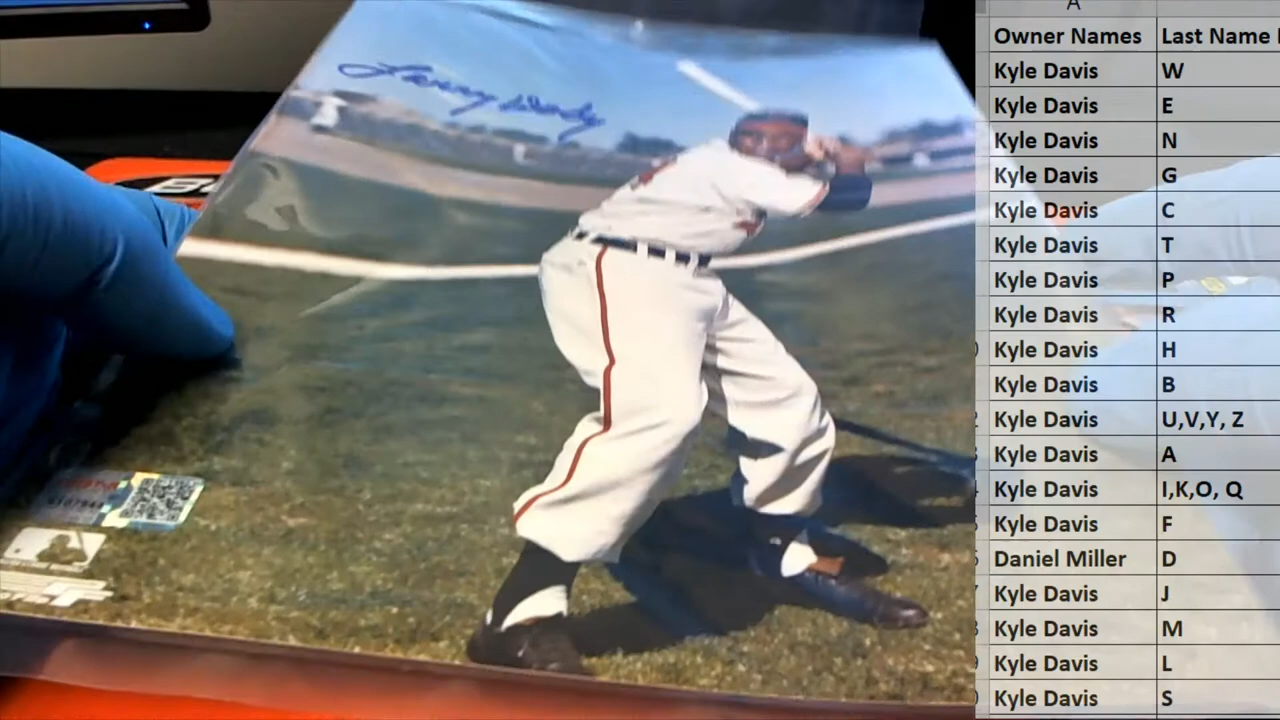 Larry Doby
A
Owner Names Last Name
Kyle Davis W
Kyle Davis E
Kyle Davis N
Kyle Davis G
Kyle Davis C
Kyle Davis T
Kyle Davis P
Kyle Davis R
Kyle Davis H
Kyle Davis B
Kyle Davis U,V,Y, Z
Kyle Davis A
Kyle Davis I,K,O, Q
Kyle Davis F
Daniel Miller D
Kyle Davis J
Kyle Davis M
Kyle Davis L
Kyle Davis S